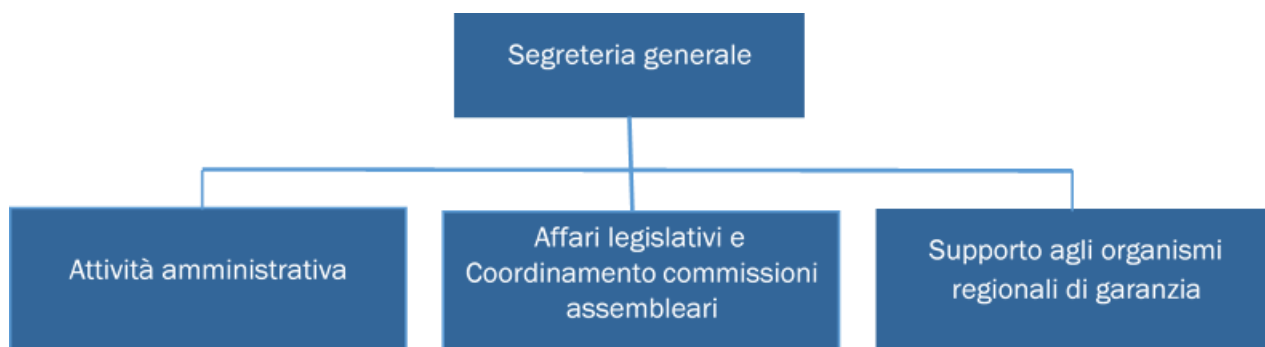 Segreteria generale
Attività amministrativa
Affari legislativi e
Coordinamento commissioni
assembleari
Supporto agli organismi
regionali di garanzia